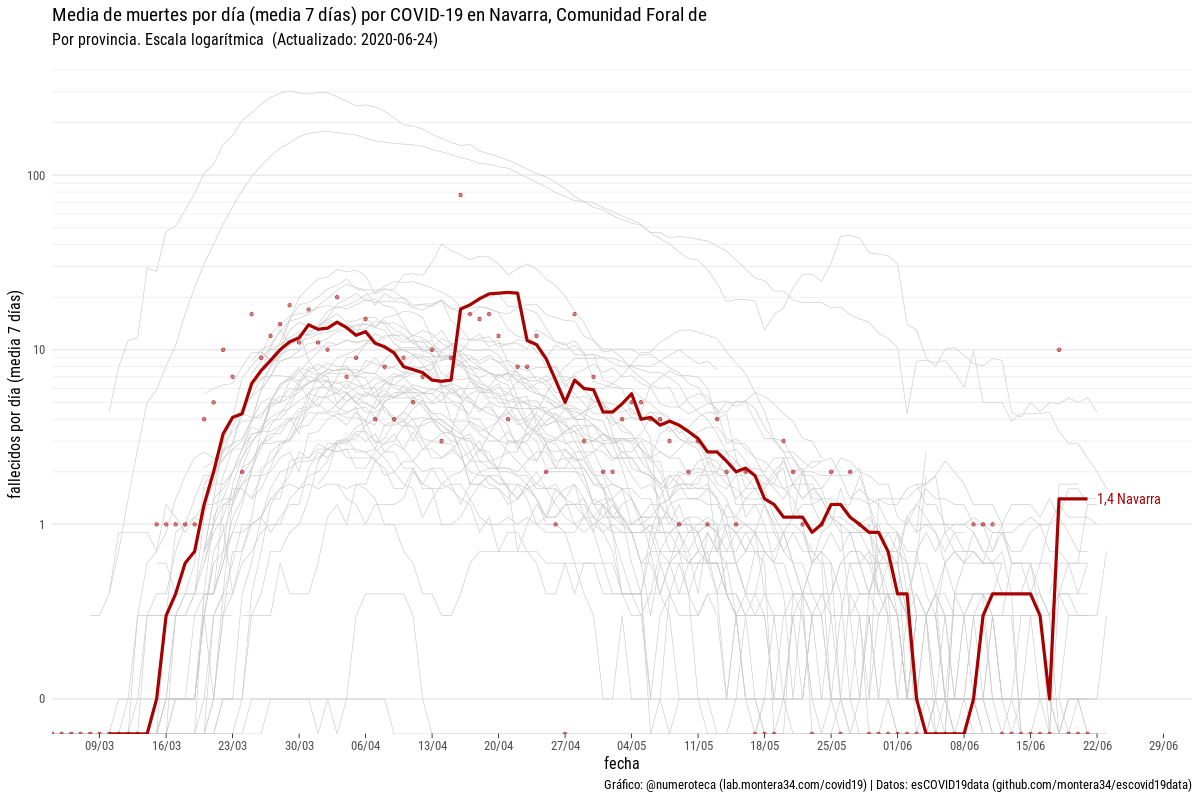 Media de muertes por día (media 7 días) por COVID-19 en Navarra, Comunidad Foral de
Por provincia. Escala logarítmica (Actualizado: 2020-06-24)
fallecidos por día (media 7 días)
100
10
1
0
1,4 Navarra
09/03 16/03 23/03 30/03 06/04 13/04 20/04 27/04 04/05 11/05 18/05 25/05 01/06 08/06 15/06 22/06 29/06
fecha
Gráfico: @numeroteca (lab.montera34.com/covid19) | Datos: esCOVID19data (github.com/montera34/escovid19data)